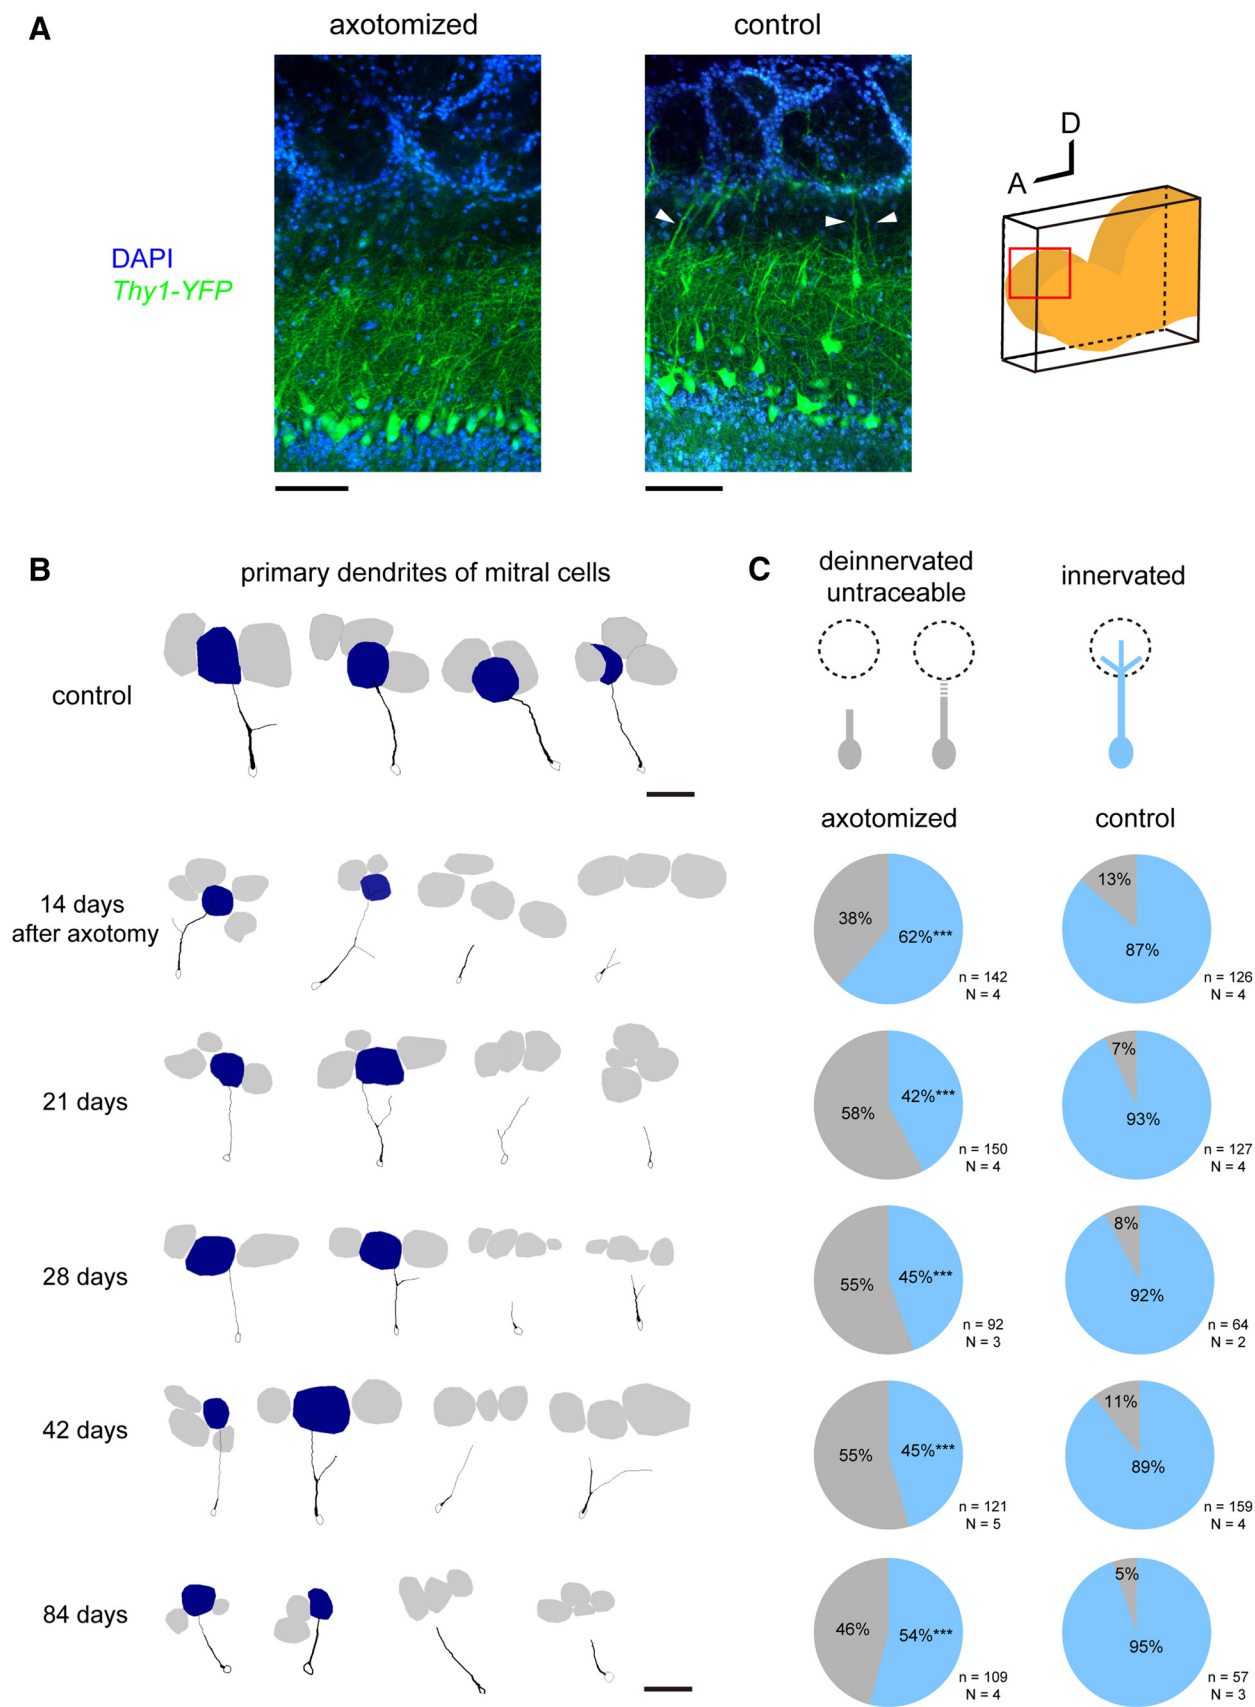 A
axotomized
control
DAPI
Thy1-YFP
D
A
B
primary dendrites of mitral cells
control
14 days
after axotomy
21 days
28 days
42 days
84 days
C
deinnervated
untraceable
innervated
axotomized
control
38%
62%***
n = 142
N = 4
13%
87%
n = 126
N = 4
58%
42%***
n = 150
N = 4
7%
93%
n = 127
N = 4
55%
45%***
n = 92
N = 3
8%
92%
n = 64
N = 2
55%
45%***
n = 121
N = 5
11%
89%
n = 159
N = 4
46%
54%***
n = 109
N = 4
5%
95%
n = 57
N = 3